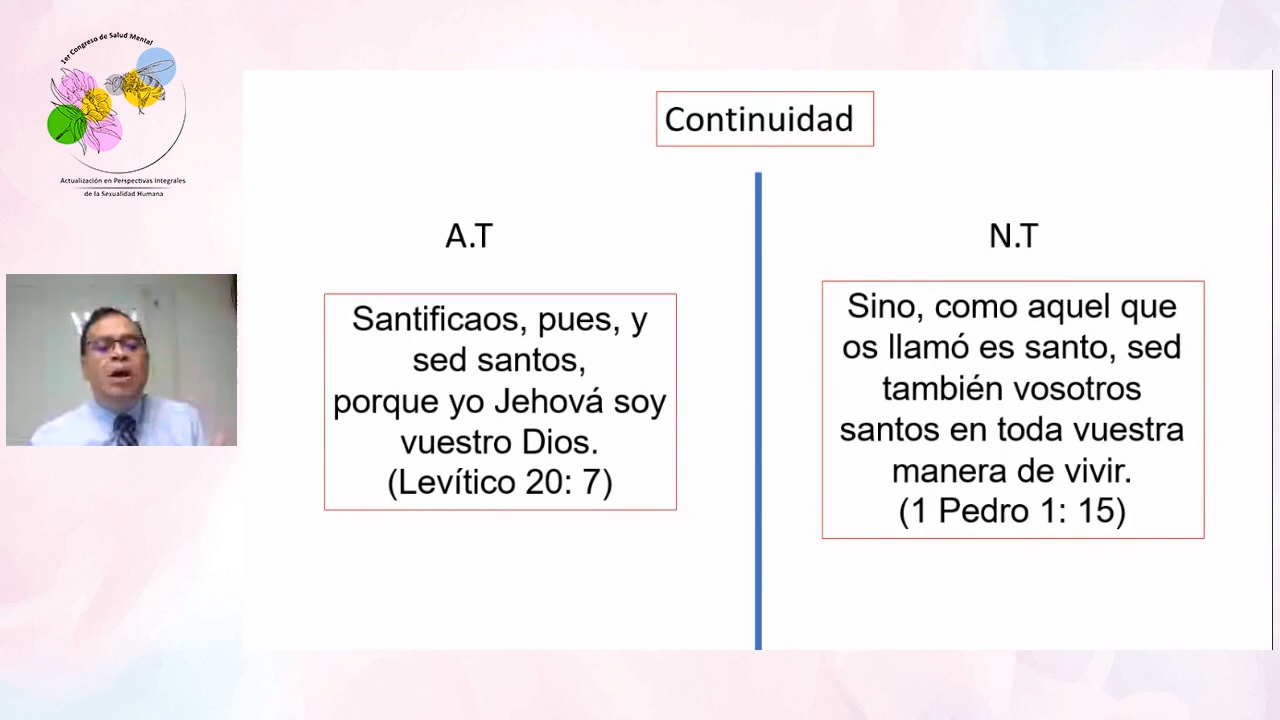 1er Congreso de Salud Mental
Actualización en Perspectivas Integrales
de la Sexualidad Humana
Continuidad
A.T
Santificaos, pues, y
sed santos,
porque yo Jehová soy
vuestro Dios.
(Levítico 20: 7)
N.T
Sino, como aquel que
os llamó es santo, sed
también vosotros
santos en toda vuestra
manera de vivir.
(1 Pedro 1: 15)